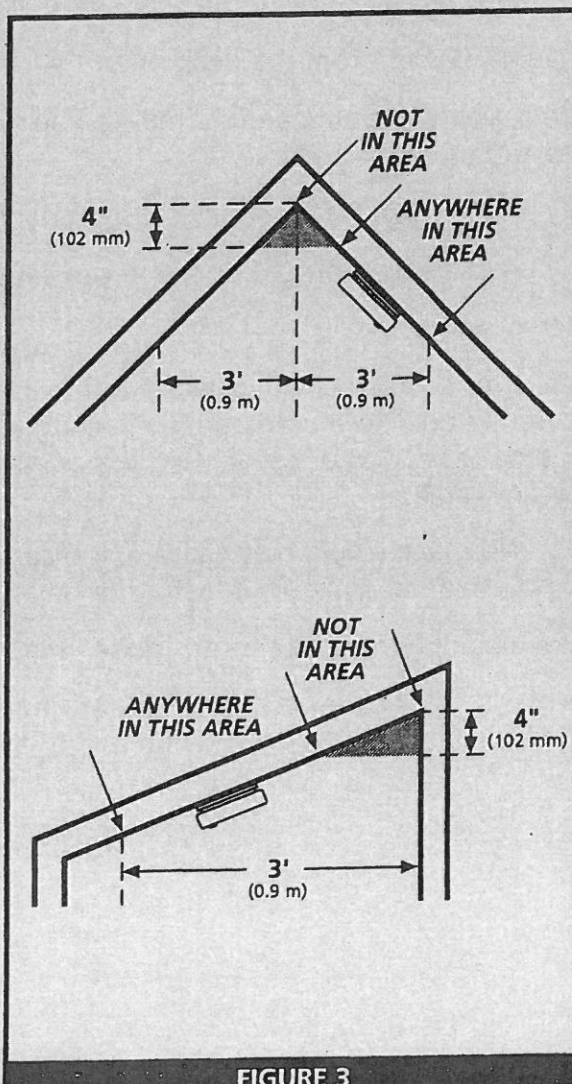 NOT
IN THIS
AREA
4"
(102 mm)
ANYWHERE
IN THIS
AREA
3'
(0.9 m)
3'
(0.9 m)
NOT
IN THIS
AREA
ANYWHERE
IN THIS AREA
4"
(102 mm)
3'
(0.9 m)
FIGURE 3